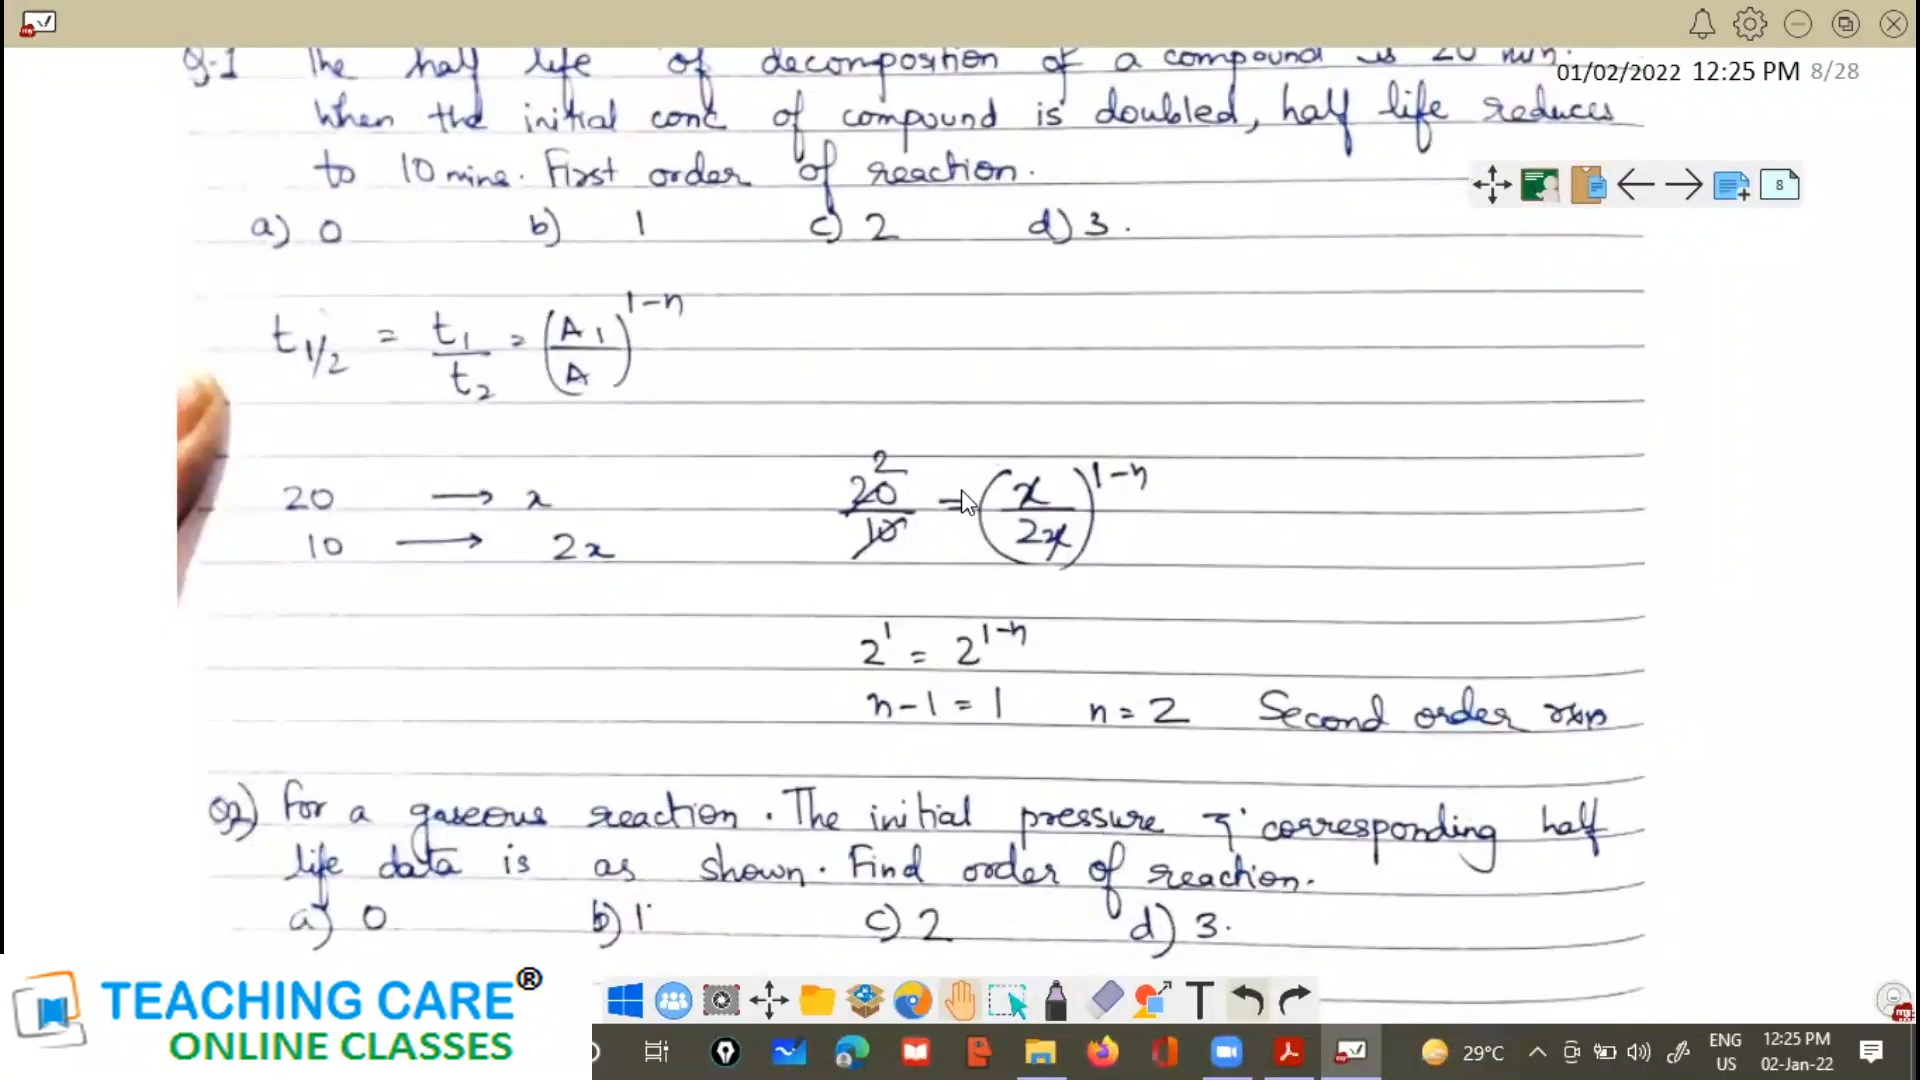 01/02/2022 12:25 PM 8/28
Q-1 The half life of decomposition of a compound is 20 min.
When the initial conc of compound is doubled, half life reduces
to 10 mins. First order of reaction.
8
a) 0 b) 1 c) 2 d) 3.
t1/2 = t1/t2 = (A1/A)^1-n
20 → x
10 → 2x
20/10 2 = (x/2x)^1-n
2^1 = 2^1-n
n-1 = 1 n = 2 Second order rxn
Q2) For a gaseous reaction. The initial pressure & corresponding half
life data is as shown. Find order of reaction.
a) 0 b) 1 c) 2 d) 3.
TEACHING CARE®
ONLINE CLASSES
T
29°C
ENG
US
12:25 PM
02-Jan-22